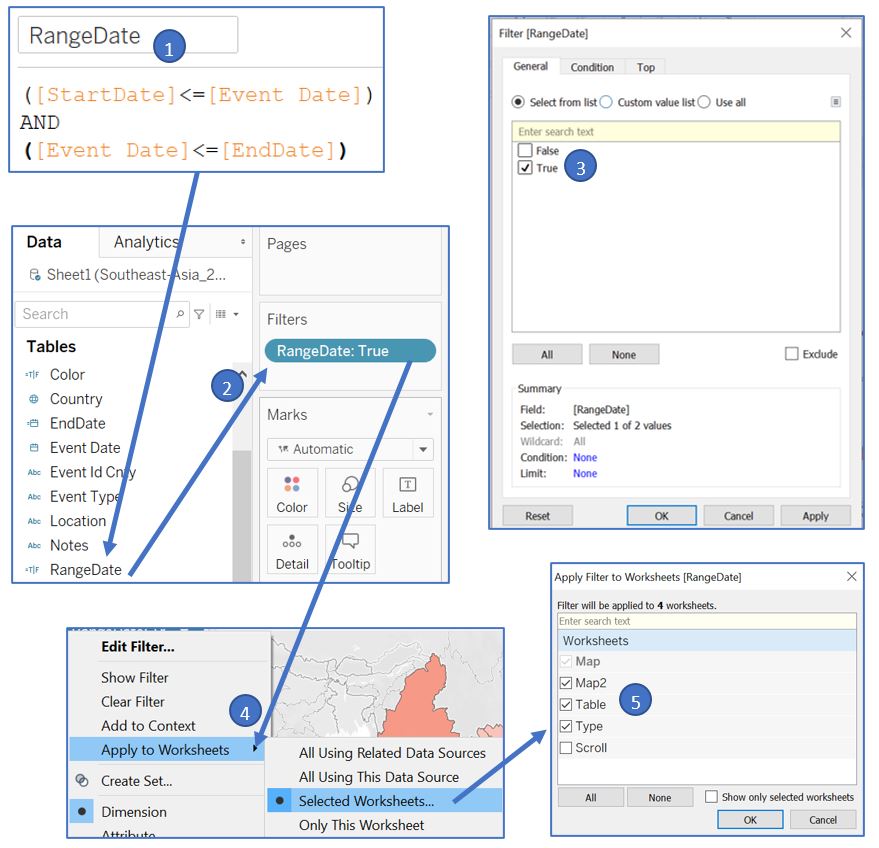 RangeDate
1
([StartDate]<=[Event Date])
AND
([Event Date]<=[EndDate])
Filter [RangeDate]
General Condition Top
Select from list Custom value list Use all
Enter search text
False
True
3
All None Exclude
Summary
Field: [RangeDate]
Selection: Selected 1 of 2 values
Wildcard: All
Condition: None
Limit: None
Reset OK Cancel Apply
Data Analytics
Sheet1 (Southeast-Asia_2...
Search
Tables
Color
Country
EndDate
Event Date
Event Id Cnty
Event Type
Location
Notes
RangeDate
Pages
Filters
RangeDate: True
2
Marks
Automatic
Color Size Label
Detail Tooltip
Edit Filter...
Show Filter
Clear Filter
Add to Context
4
Apply to Worksheets
Create Set...
Dimension
Attribute
All Using Related Data Sources
All Using This Data Source
Selected Worksheets...
Only This Worksheet
Apply Filter to Worksheets [RangeDate]
Filter will be applied to 4 worksheets.
Enter search text
Worksheets
Map
Map2
Table
5
Type
Scroll
All None Show only selected worksheets
OK Cancel